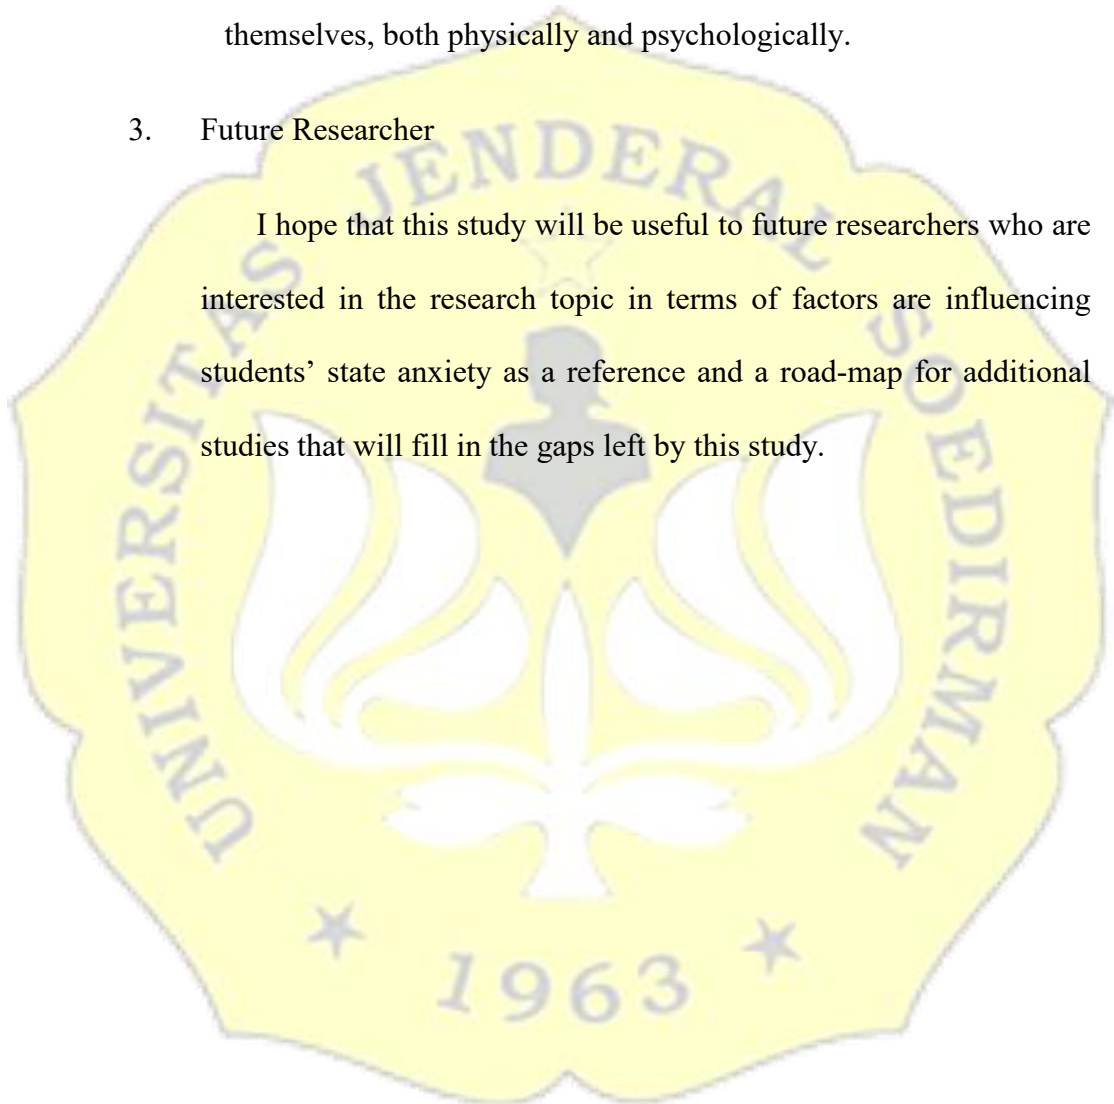 themselves, both physically and psychologically.
3. Future Researcher
I hope that this study will be useful to future researchers who are
interested in the research topic in terms of factors are influencing
students’ state anxiety as a reference and a road-map for additional
studies that will fill in the gaps left by this study.
UNIVERSITAS JENDERAL SOEDIRMAN
1963